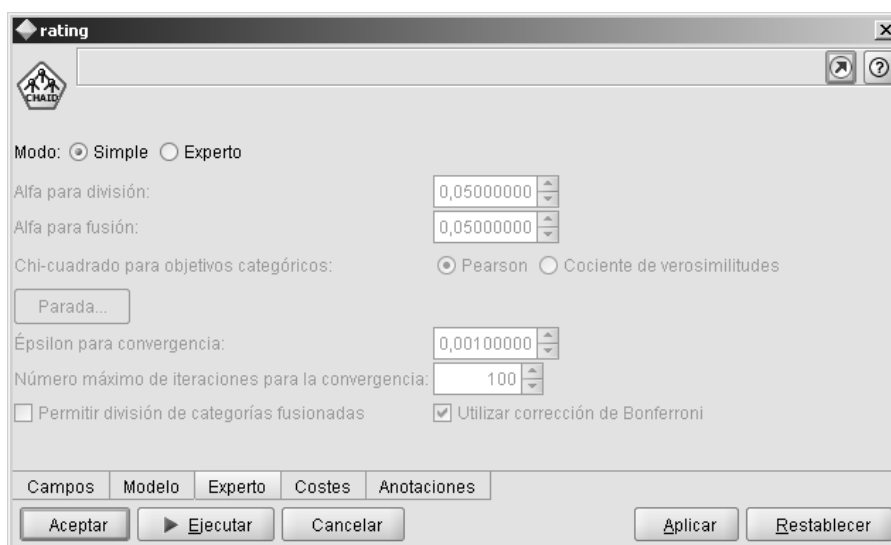 rating
CHAID
Modo: Simple Experto
Alfa para división: 0,05000000
Alfa para fusión: 0,05000000
Chi-cuadrado para objetivos categóricos: Pearson Cociente de verosimilitudes
Parada...
Épsilon para convergencia: 0,00100000
Número máximo de iteraciones para la convergencia: 100
Permitir división de categorías fusionadas Utilizar corrección de Bonferroni
Campos Modelo Experto Costes Anotaciones
Aceptar Ejecutar Cancelar Aplicar Restablecer